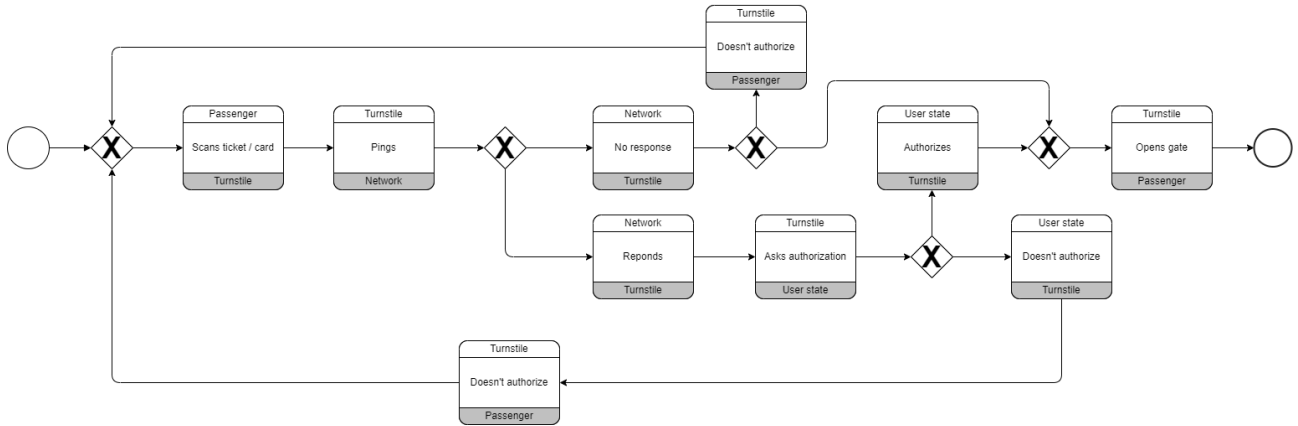 Turnstile
Doesn't authorize
Passenger
Passenger
Scans ticket / card
Turnstile
Turnstile
Pings
Network
Network
No response
Turnstile
User state
Authorizes
Turnstile
Turnstile
Opens gate
Passenger
Network
Reponds
Turnstile
Turnstile
Asks authorization
User state
User state
Doesn't authorize
Turnstile
Turnstile
Doesn't authorize
Passenger